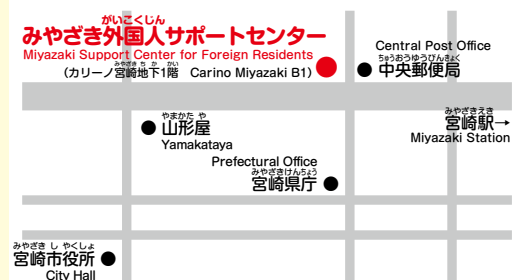 がいこくじん
みやざき外国人サポートセンター
Miyazaki Support Center for Foreign Residents
みやざき ち か かい
(カリーノ宮崎地下1階 Carino Miyazaki B1)
Central Post Office
ちゅうおうゆうびんきょく
中央郵便局
みやざきえき
宮崎駅→
Miyazaki Station
やまかた や
山形屋
Yamakataya
Prefectural Office
みやざきけんちょう
宮崎県庁
みやざき し やくしょ
宮崎市役所
City Hall